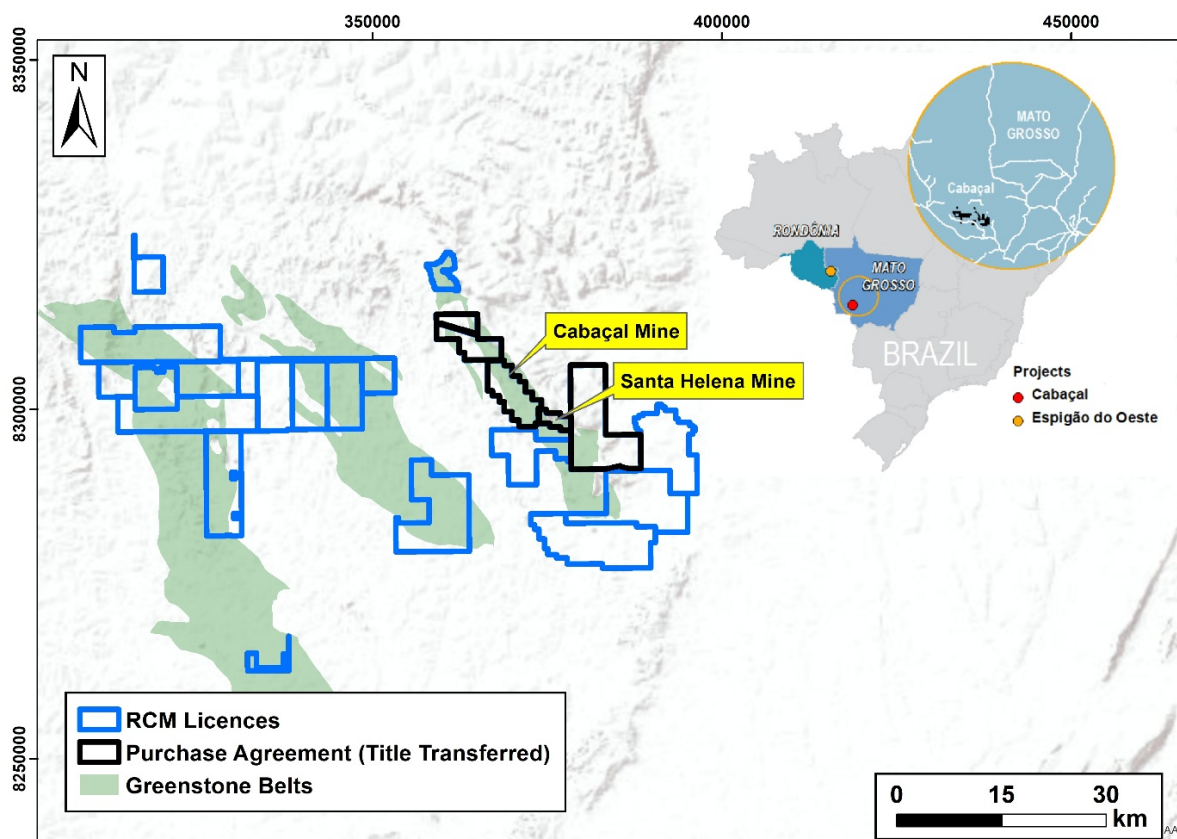 350000
400000
450000
8350000
8300000
8250000
N
MATO
GROSSO
Cabaçal
RONDÔNIA
MATO
GROSSO
BRAZIL
Projects
Cabaçal
Espigão do Oeste
Cabaçal Mine
Santa Helena Mine
RCM Licences
Purchase Agreement (Title Transferred)
Greenstone Belts
0 15 30
km
AA